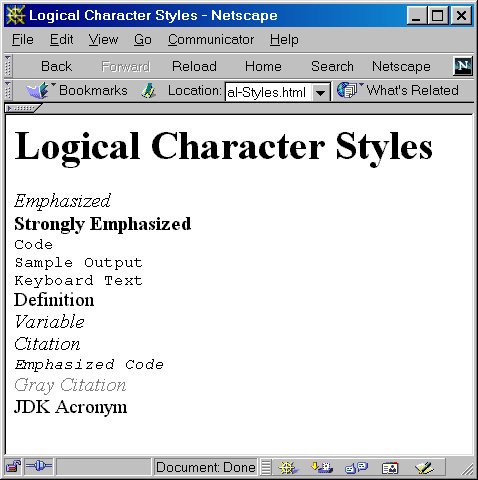 Logical Character Styles - Netscape
File Edit View Go Communicator Help
Back Forward Reload Home Search Netscape N
Bookmarks Location: al-Styles.html What's Related
Logical Character Styles
Emphasized
Strongly Emphasized
Code
Sample Output
Keyboard Text
Definition
Variable
Citation
Emphasized Code
Gray Citation
JDK Acronym
Document: Done